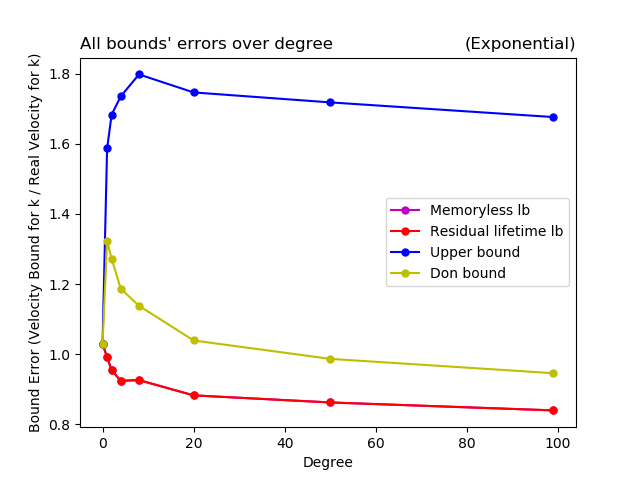 All bounds' errors over degree (Exponential)
Bound Error (Velocity Bound for k / Real Velocity for k)
1.8
1.6
1.4
1.2
1.0
0.8
Memoryless lb
Residual lifetime lb
Upper bound
Don bound
0 20 40 60 80 100
Degree